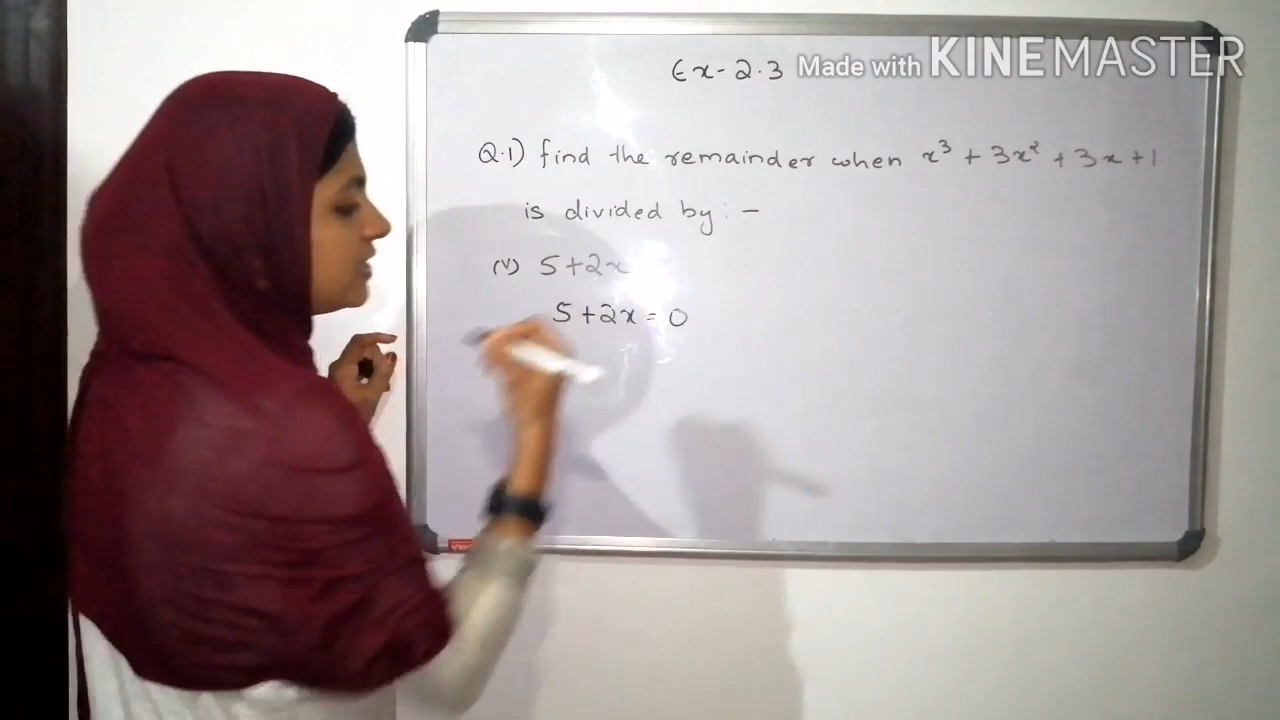 Ex-2.3
Made with KINEMASTER
Q.1) find the remainder when x³ + 3x² + 3x + 1
is divided by : -
(v) 5+2x
5+2x = 0